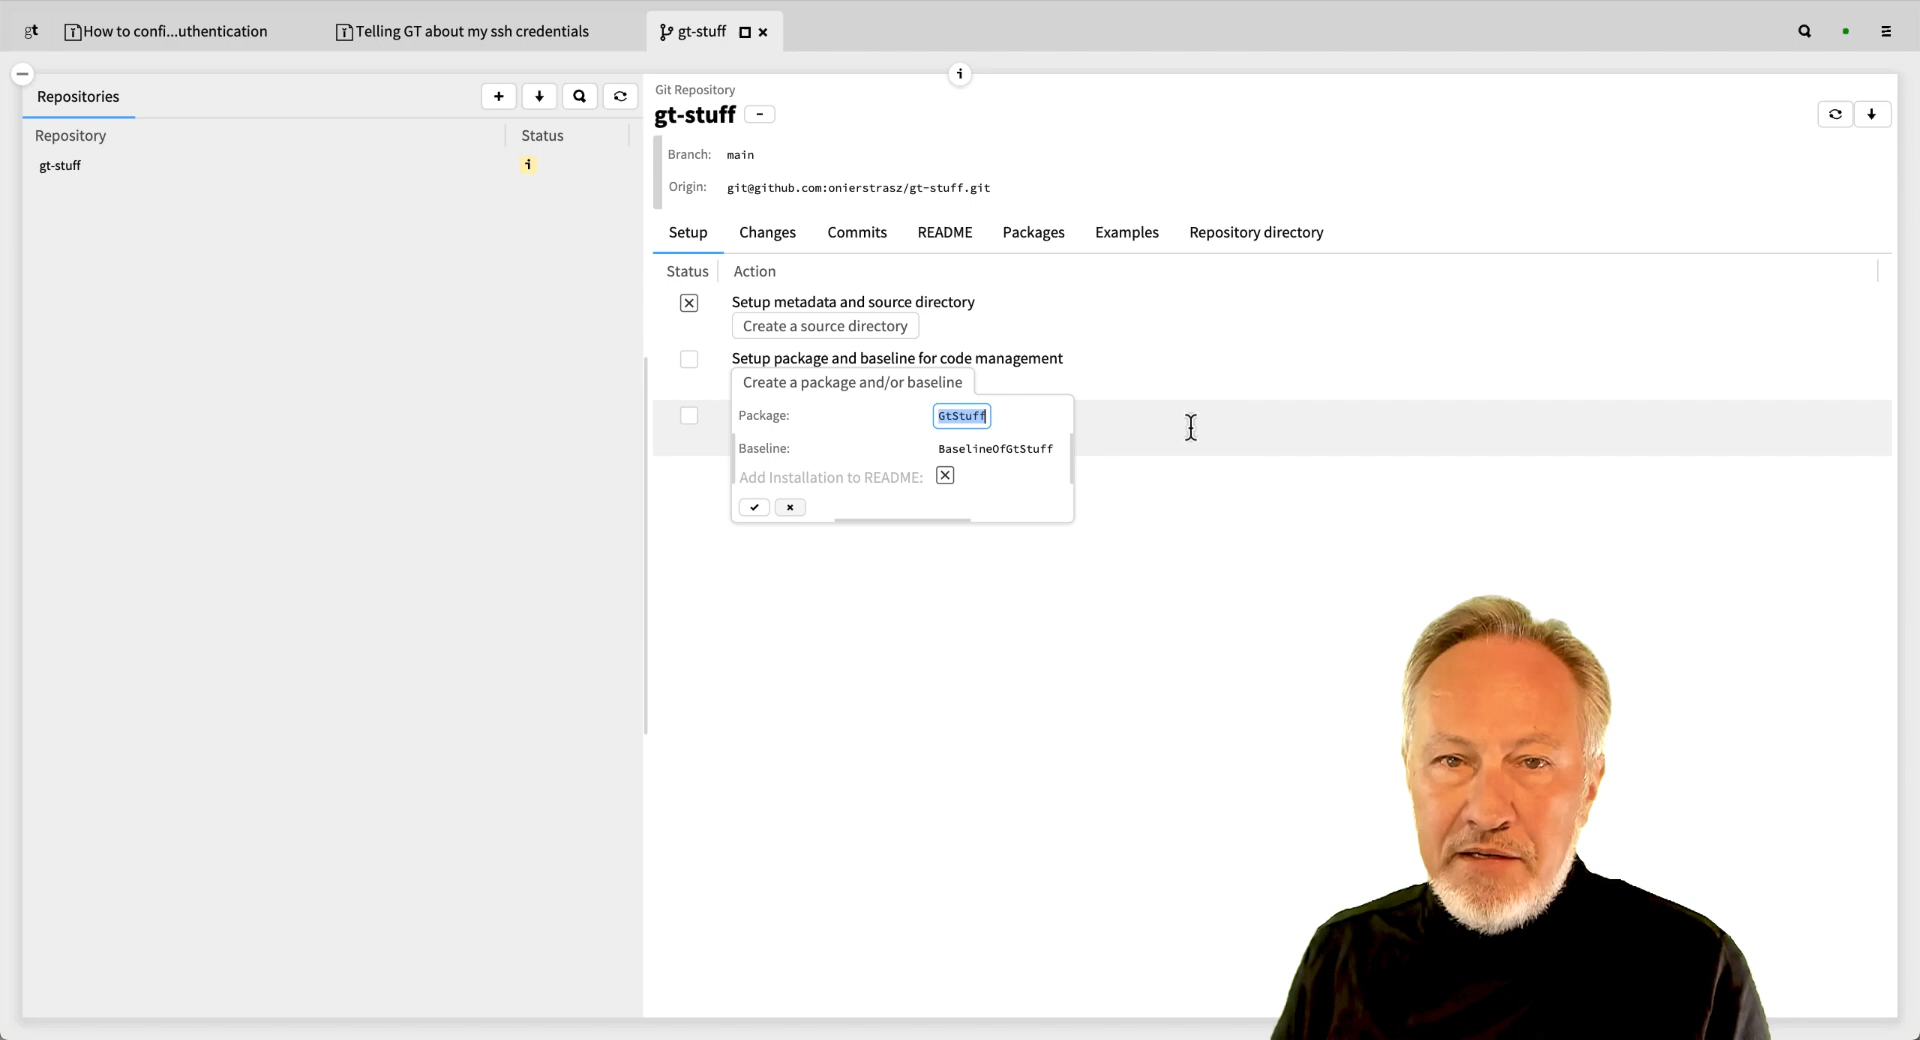 gt
How to confi...uthentication
Telling GT about my ssh credentials
gt-stuff
Repositories
Repository
Status
gt-stuff
i
i
Git Repository
gt-stuff
Branch: main
Origin: git@github.com:onierstrasz/gt-stuff.git
Setup
Changes
Commits
README
Packages
Examples
Repository directory
Status
Action
Setup metadata and source directory
Create a source directory
Setup package and baseline for code management
Create a package and/or baseline
Package: GtStuff
Baseline: BaselineOfGtStuff
Add Installation to README: